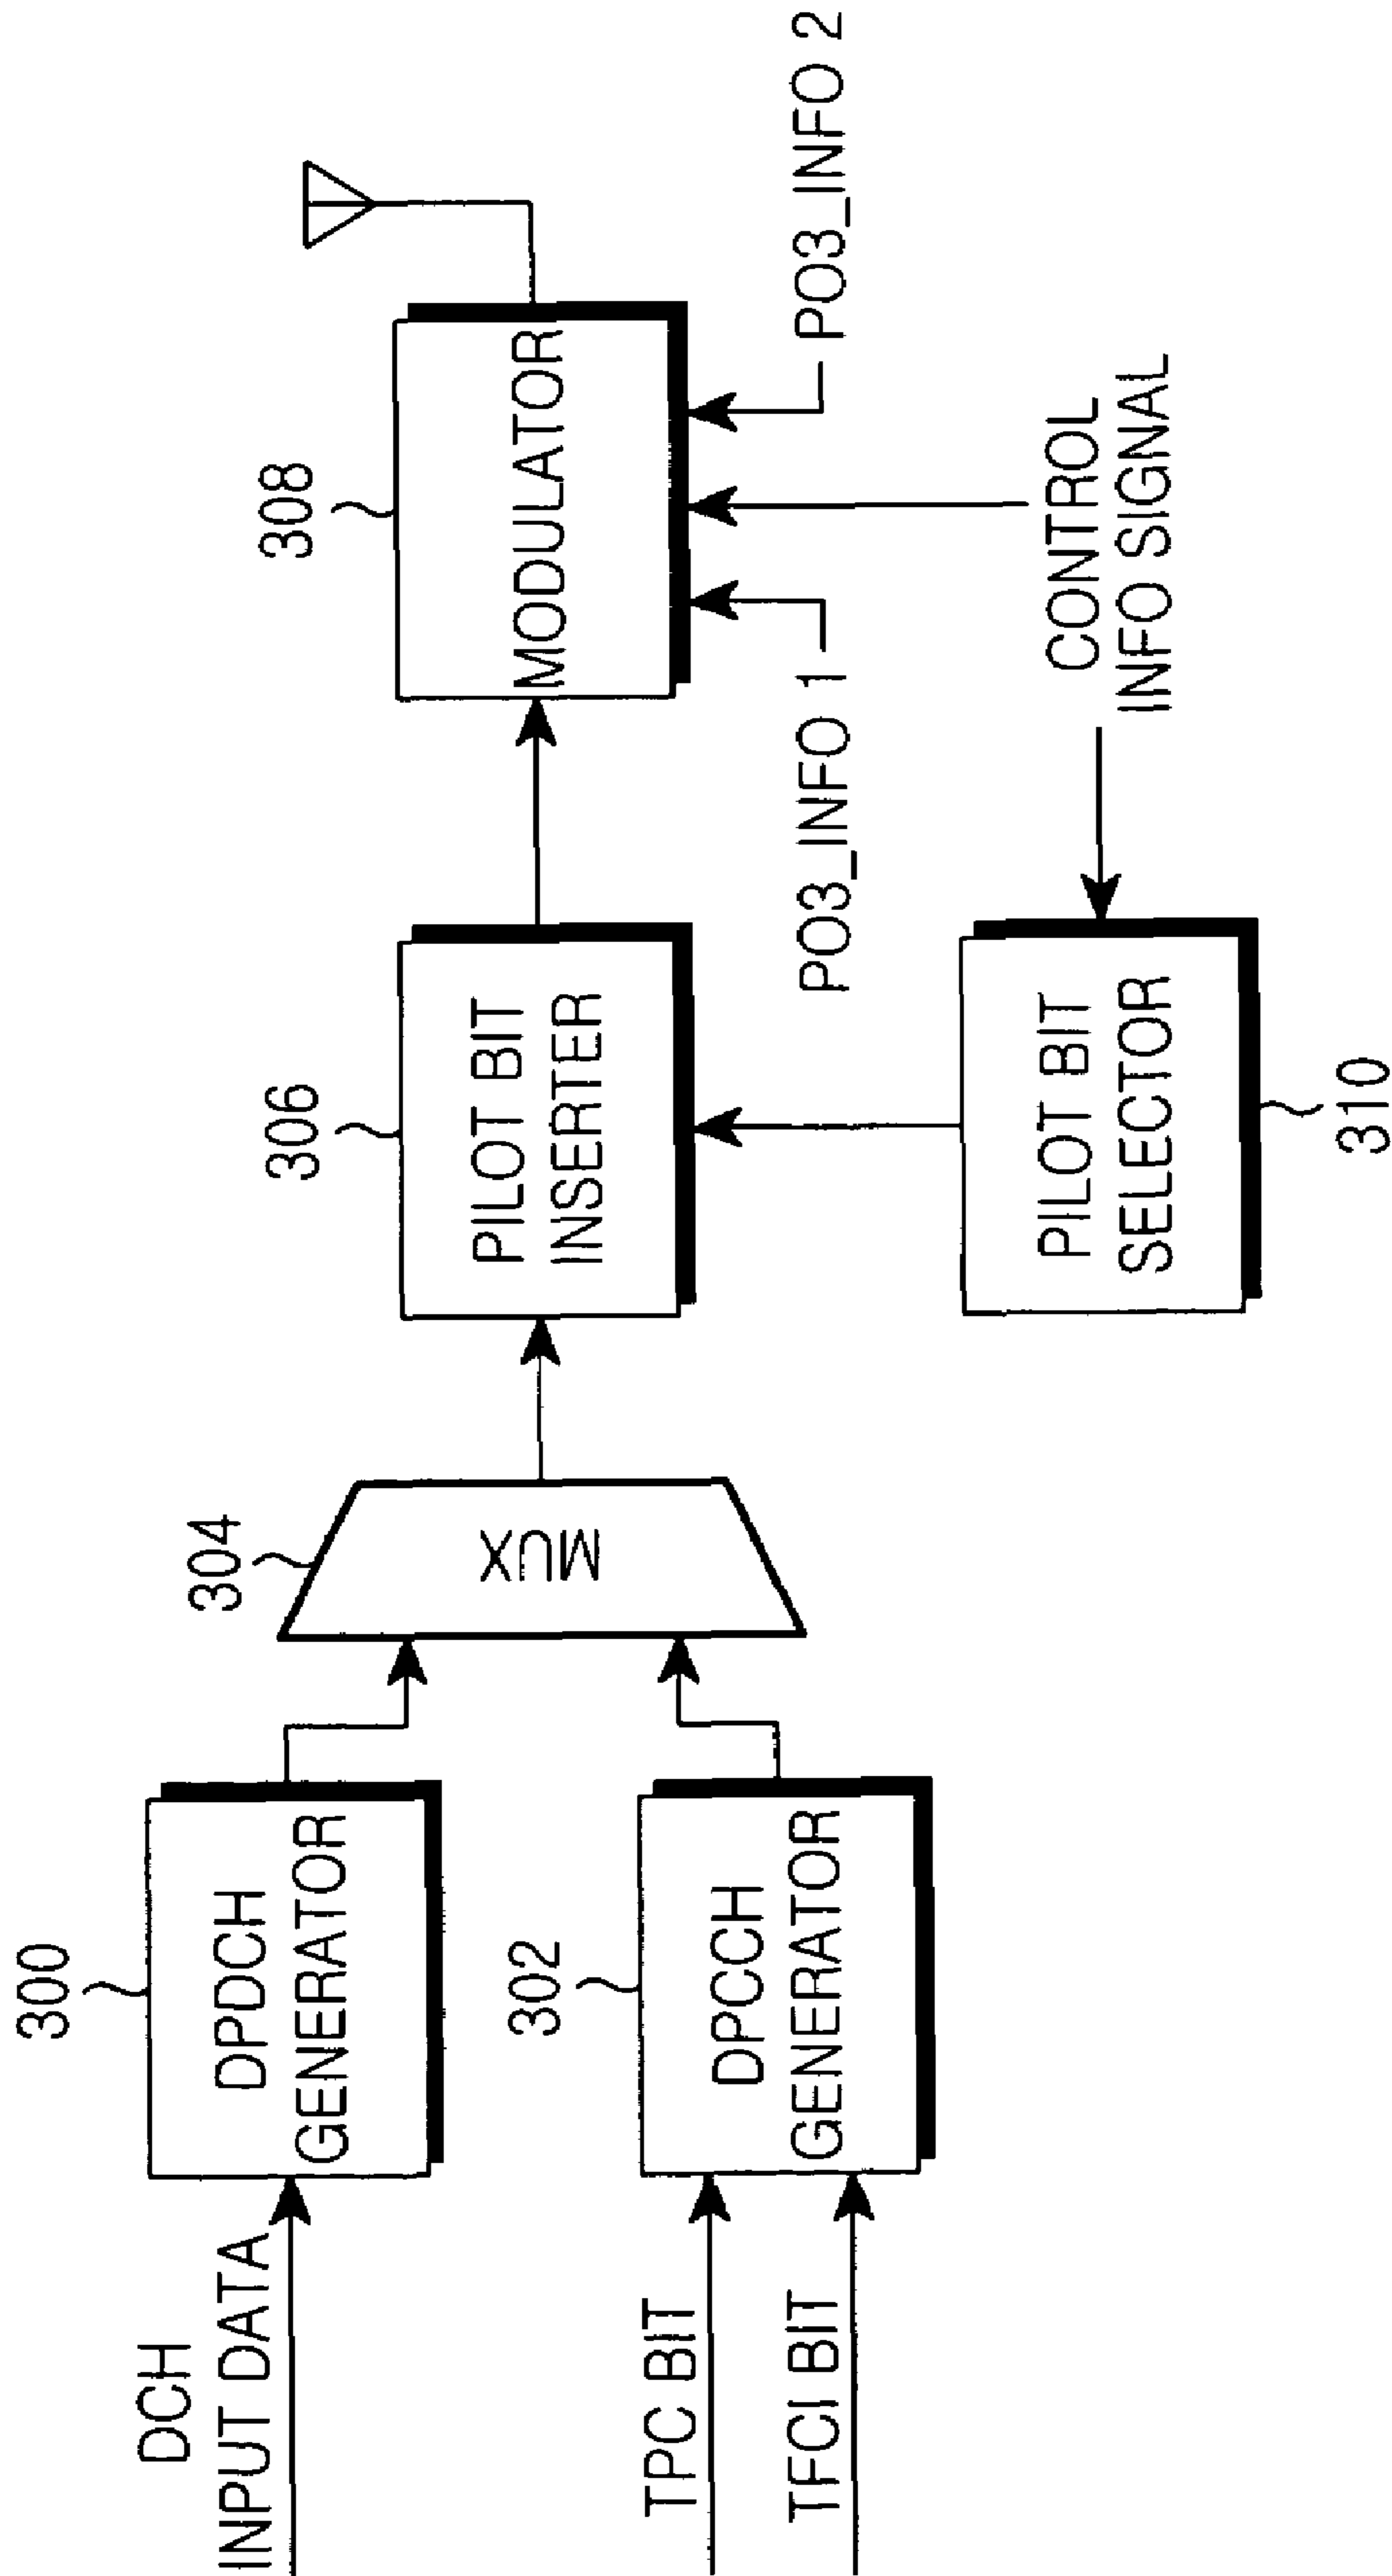 DCH
INPUT DATA
300
DPDCH
GENERATOR
TPC BIT
TFCI BIT
302
DPCCH
GENERATOR
304
MUX
306
PILOT BIT
INSERTER
308
MODULATOR
PO3_INFO 1
PO3_INFO 2
CONTROL
INFO SIGNAL
PILOT BIT
SELECTOR
310